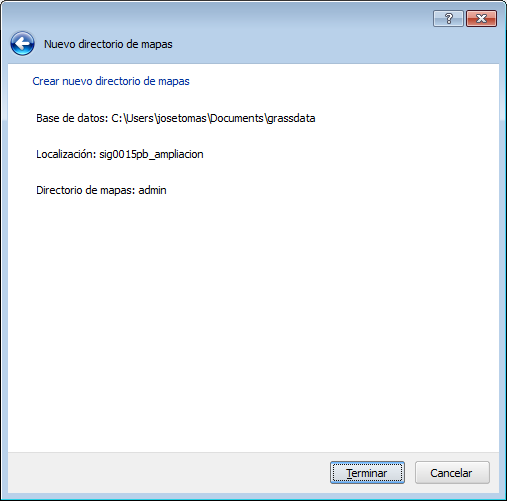 ?
Nuevo directorio de mapas
Crear nuevo directorio de mapas
Base de datos: C:\Users\josetomas\Documents\grassdata
Localización: sig0015pb_ampliacion
Directorio de mapas: admin
Terminar
Cancelar